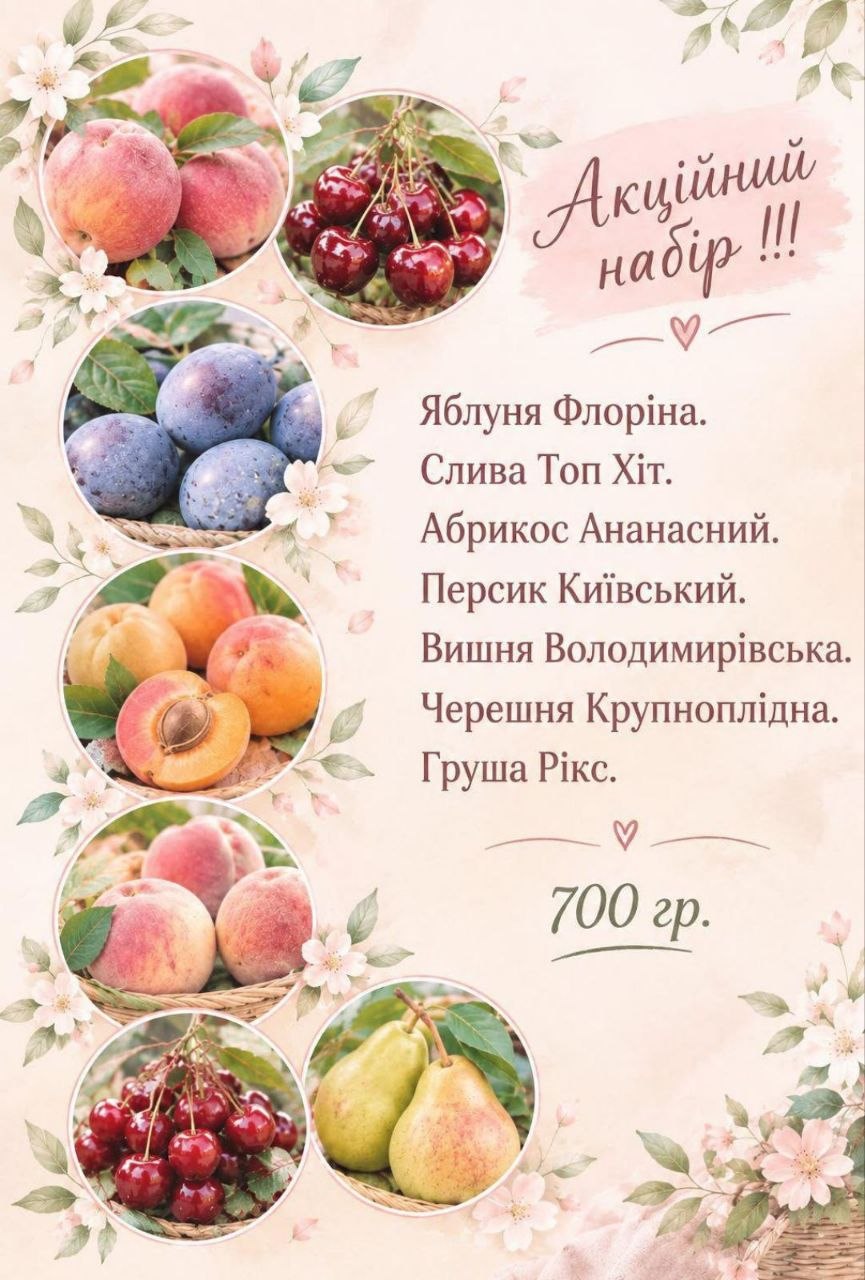 Акційний
набір !!!
Яблуня Флоріна.
Слива Топ Хіт.
Абрикос Ананасний.
Персик Київський.
Вишня Володимирівська.
Черешня Крупноплідна.
Груша Рікс.
700 гр.